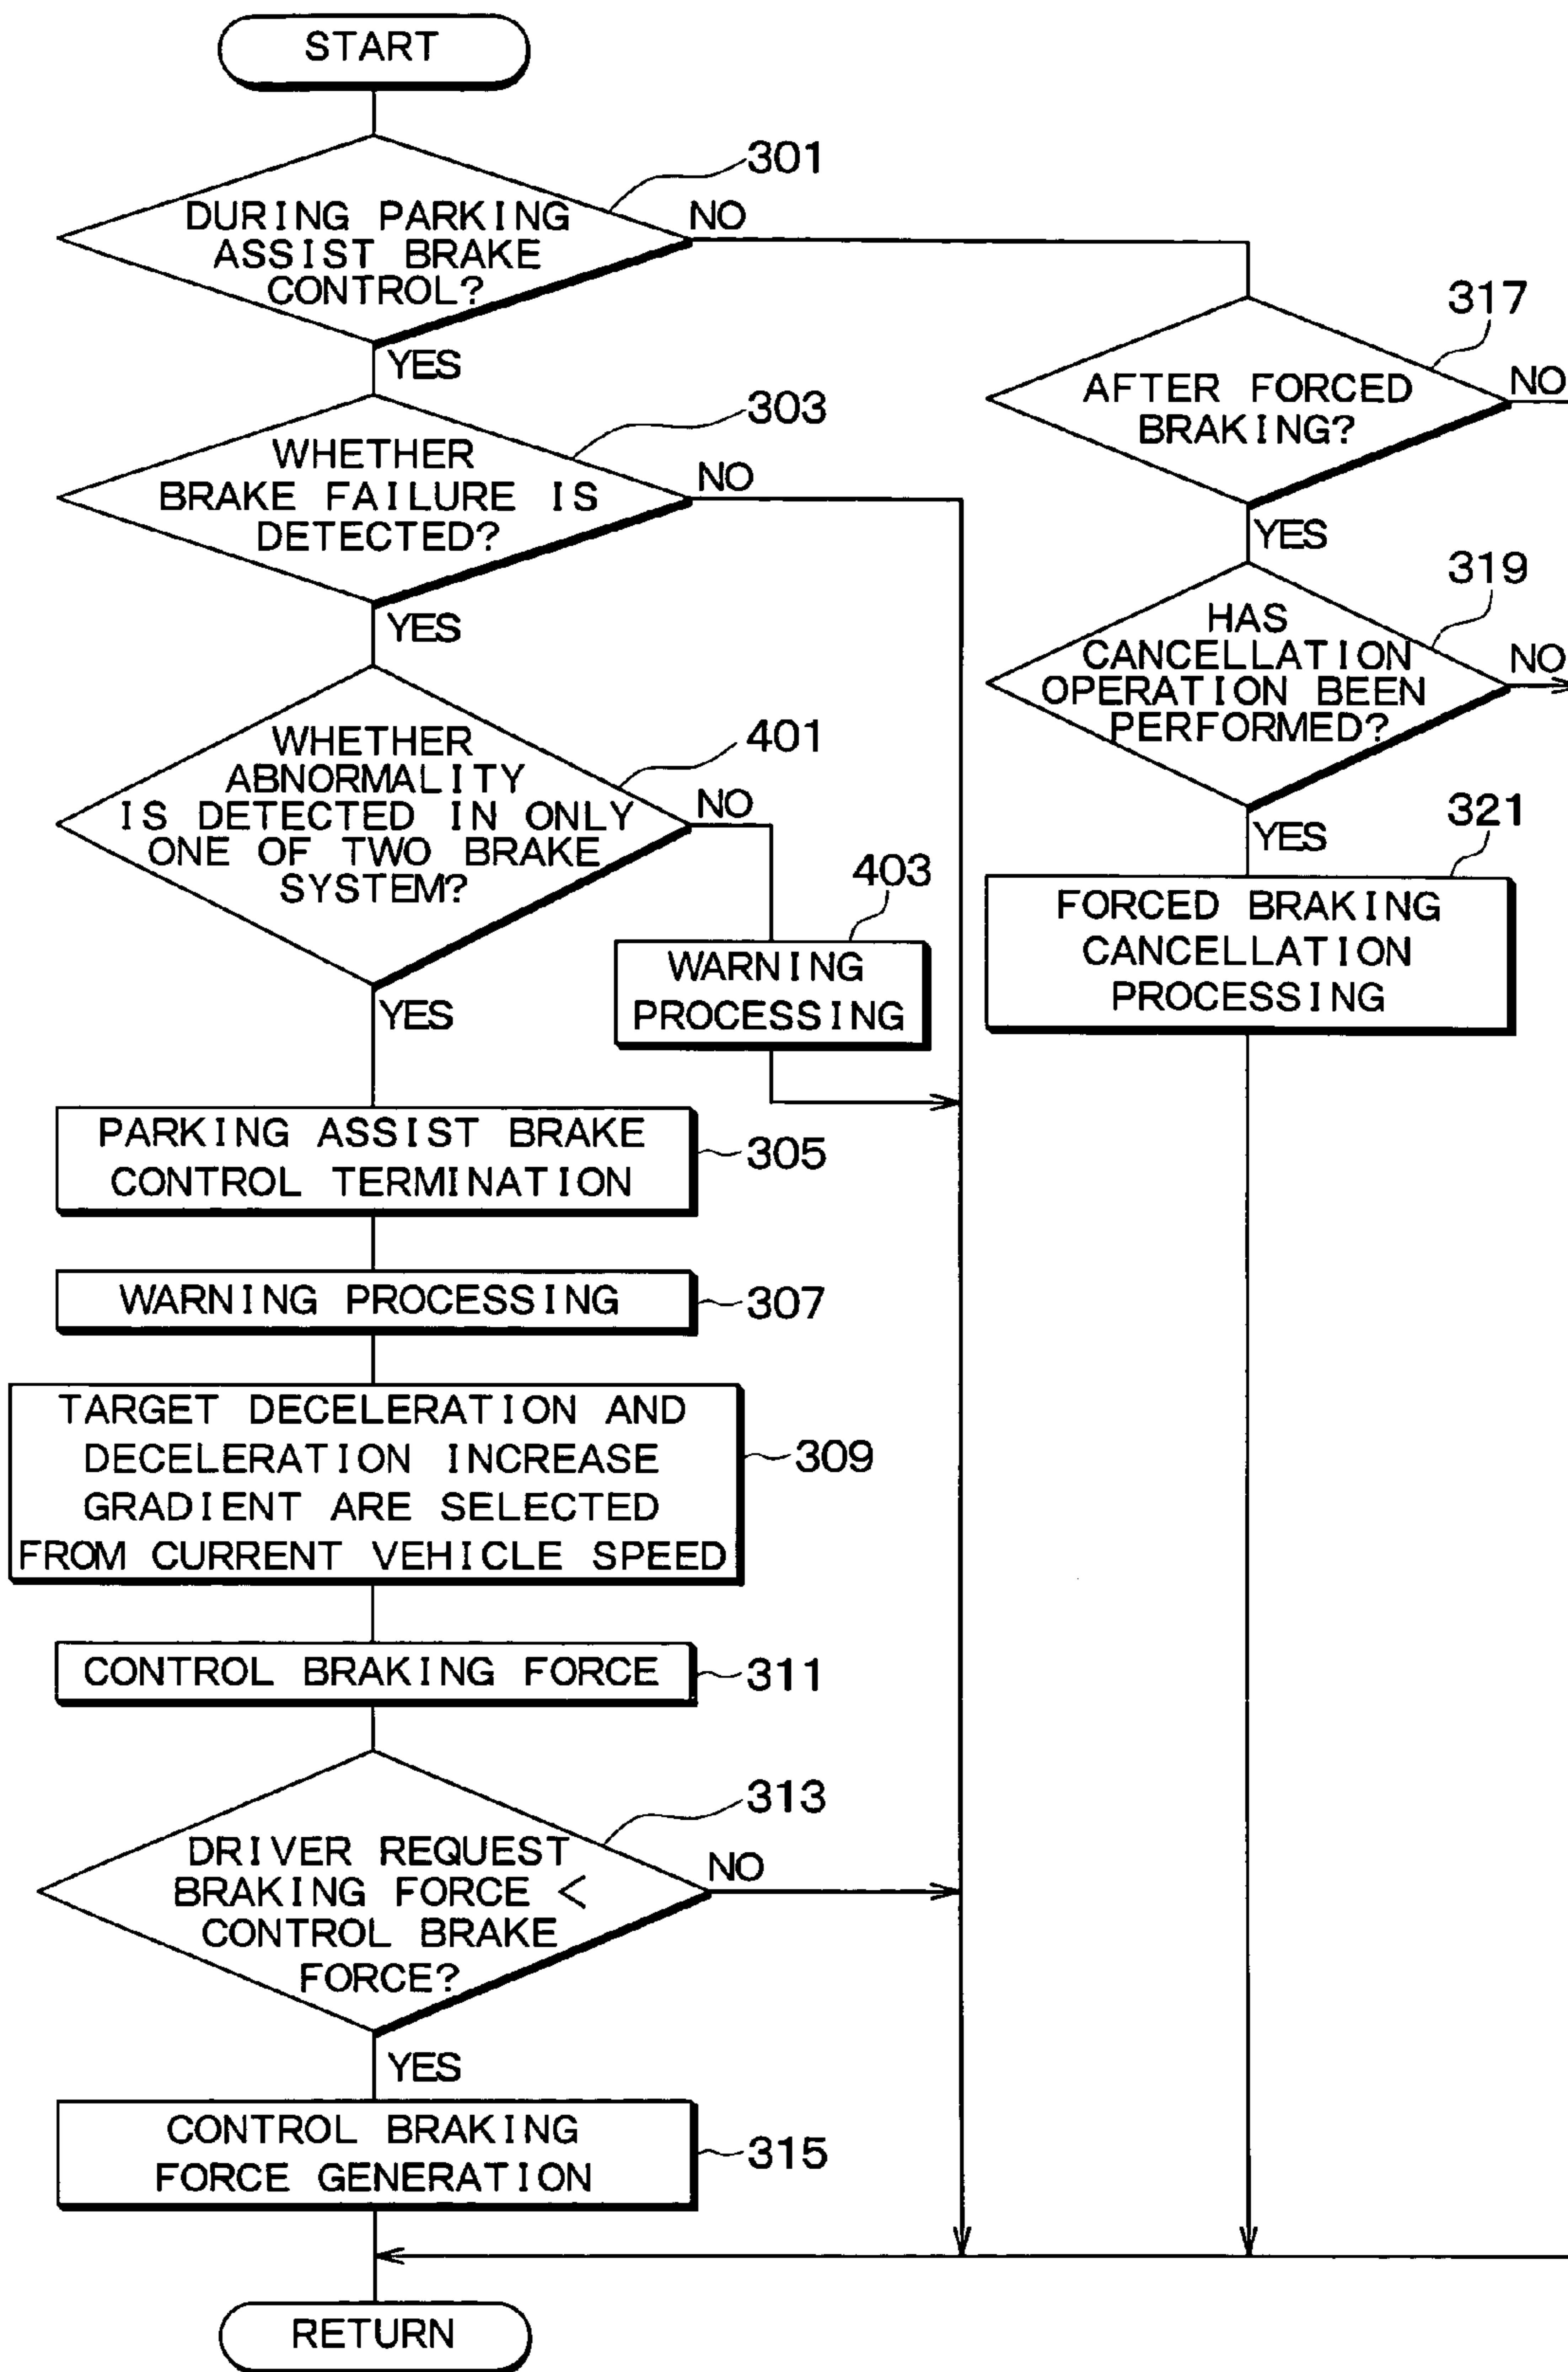 START
301
DURING PARKING
ASSIST BRAKE
CONTROL?
NO
YES
303
WHETHER
BRAKE FAILURE IS
DETECTED?
NO
YES
401
WHETHER
ABNORMALITY
IS DETECTED IN ONLY
ONE OF TWO BRAKE
SYSTEM?
NO
YES
403
WARNING
PROCESSING
PARKING ASSIST BRAKE
CONTROL TERMINATION
305
WARNING PROCESSING
307
TARGET DECELERATION AND
DECELERATION INCREASE
GRADIENT ARE SELECTED
FROM CURRENT VEHICLE SPEED
309
CONTROL BRAKING FORCE
311
313
DRIVER REQUEST
BRAKING FORCE <
CONTROL BRAKE
FORCE?
NO
YES
CONTROL BRAKING
FORCE GENERATION
315
RETURN
317
AFTER FORCED
BRAKING?
NO
YES
319
HAS
CANCELLATION
OPERATION BEEN
PERFORMED?
NO
YES
321
FORCED BRAKING
CANCELLATION
PROCESSING